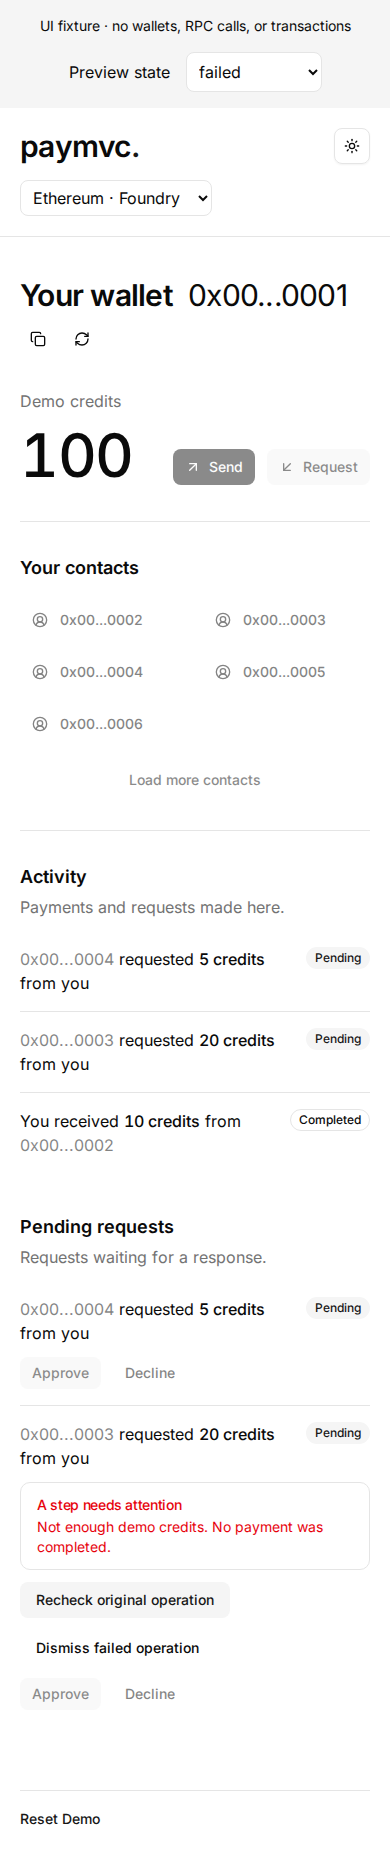 UI fixture · no wallets, RPC calls, or transactions
Preview state failed
paymvc.
Ethereum · Foundry
Your wallet 0x00...0001
Demo credits
100 Send Request
Your contacts
0x00...0002 0x00...0003
0x00...0004 0x00...0005
0x00...0006
Load more contacts
Activity
Payments and requests made here.
0x00...0004 requested 5 credits Pending
from you
0x00...0003 requested 20 credits Pending
from you
You received 10 credits from Completed
0x00...0002
Pending requests
Requests waiting for a response.
0x00...0004 requested 5 credits Pending
from you
Approve Decline
0x00...0003 requested 20 credits Pending
from you
A step needs attention
Not enough demo credits. No payment was
completed.
Recheck original operation
Dismiss failed operation
Approve Decline
Reset Demo